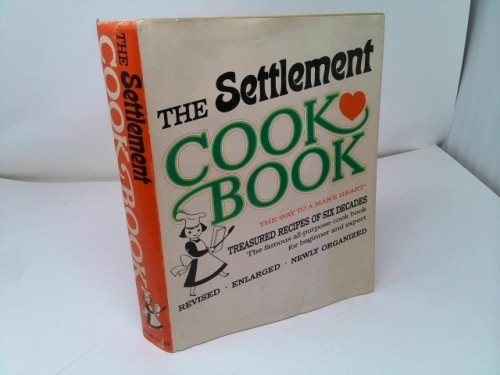 THE Settlement
COOK
BOOK
THE WAY TO A MAN'S HEART
TREASURED RECIPES OF SIX DECADES
The famous all purpose cook book
for beginner and expert
REVISED · ENLARGED · NEWLY ORGANIZED
THE Settlement
COOK BOOK